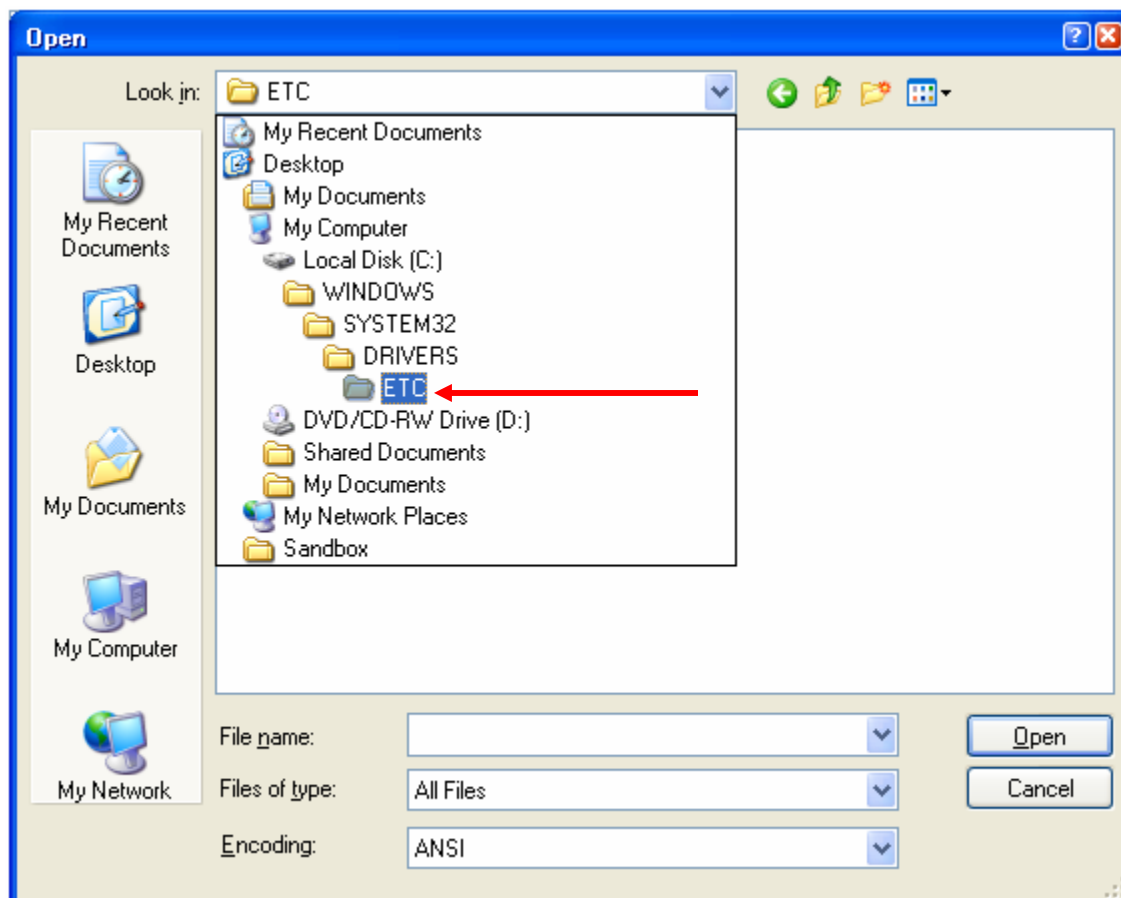 Open
Look in:
ETC
My Recent Documents
Desktop
My Documents
My Computer
Local Disk (C:)
WINDOWS
SYSTEM32
DRIVERS
ETC
DVD/CD-RW Drive (D:)
Shared Documents
My Documents
My Network Places
Sandbox
My Recent
Documents
Desktop
My Documents
My Computer
My Network
File name:
Open
Files of type:
All Files
Cancel
Encoding:
ANSI